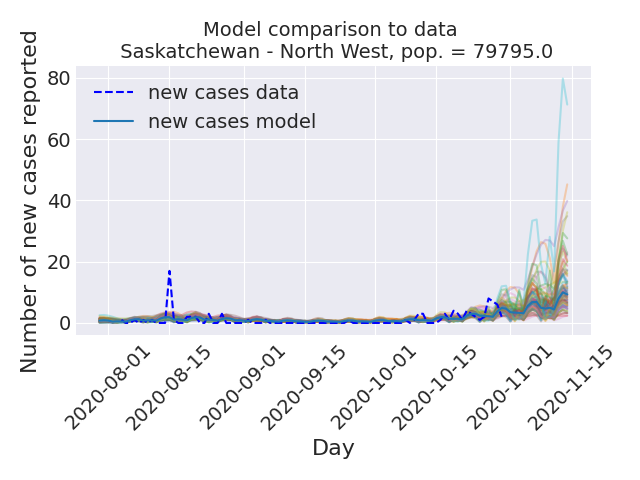 Model comparison to data
Saskatchewan - North West, pop. = 79795.0
Number of new cases reported
80
60
40
20
0
new cases data
new cases model
2020-08-01
2020-08-15
2020-09-01
2020-09-15
2020-10-01
2020-10-15
2020-11-01
2020-11-15
Day